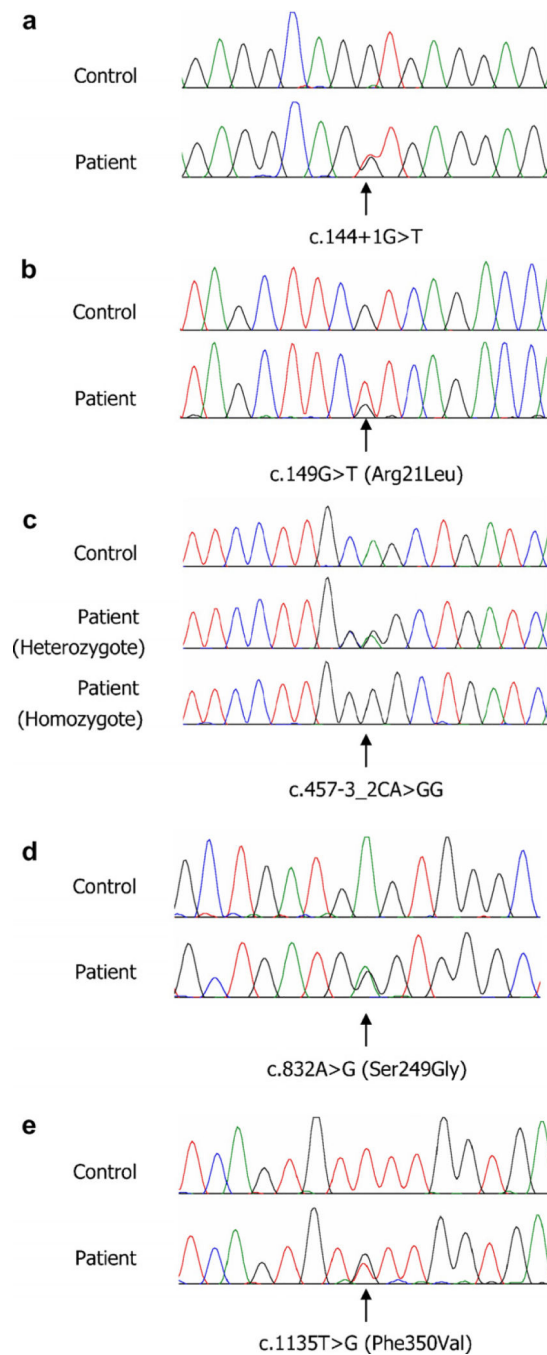 a
Control
Patient
c.144+1G>T
b
Control
Patient
c.149G>T (Arg21Leu)
c
Control
Patient
(Heterozygote)
Patient
(Homozygote)
c.457-3_2CA>GG
d
Control
Patient
c.832A>G (Ser249Gly)
e
Control
Patient
c.1135T>G (Phe350Val)